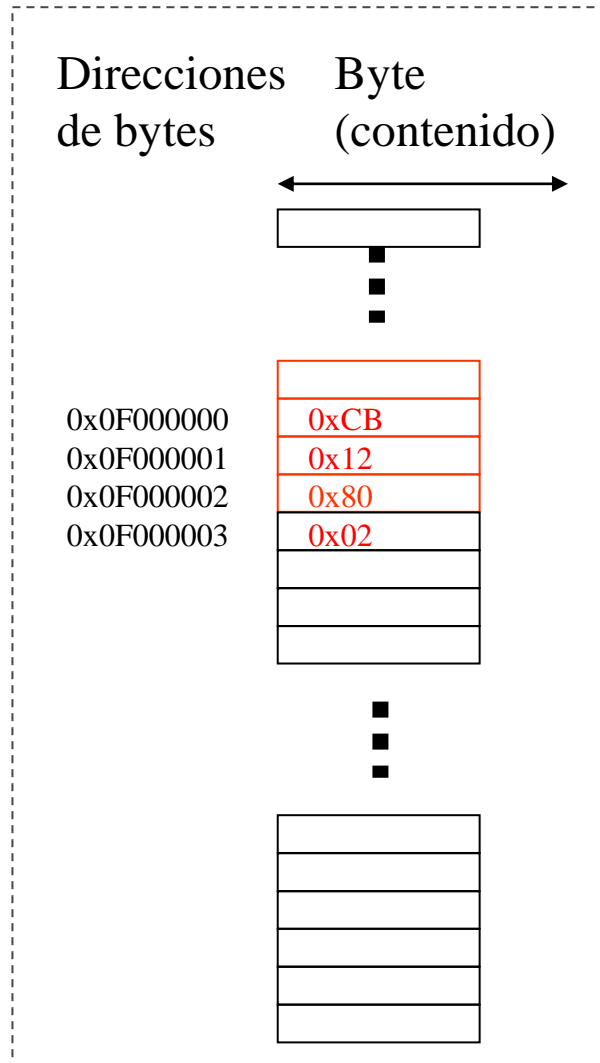 Direcciones Byte
de bytes (contenido)
0x0F000000 0xCB
0x0F000001 0x12
0x0F000002 0x80
0x0F000003 0x02